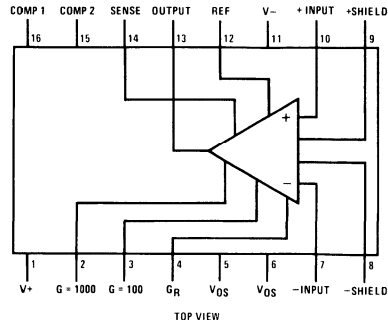 COMP 1 COMP 2 SENSE OUTPUT REF V− + INPUT +SHIELD
16 15 14 13 12 11 10 9
+
−
1 2 3 4 5 6 7 8
V+ G = 1000 G = 100 GR VOS VOS −INPUT −SHIELD
TOP VIEW